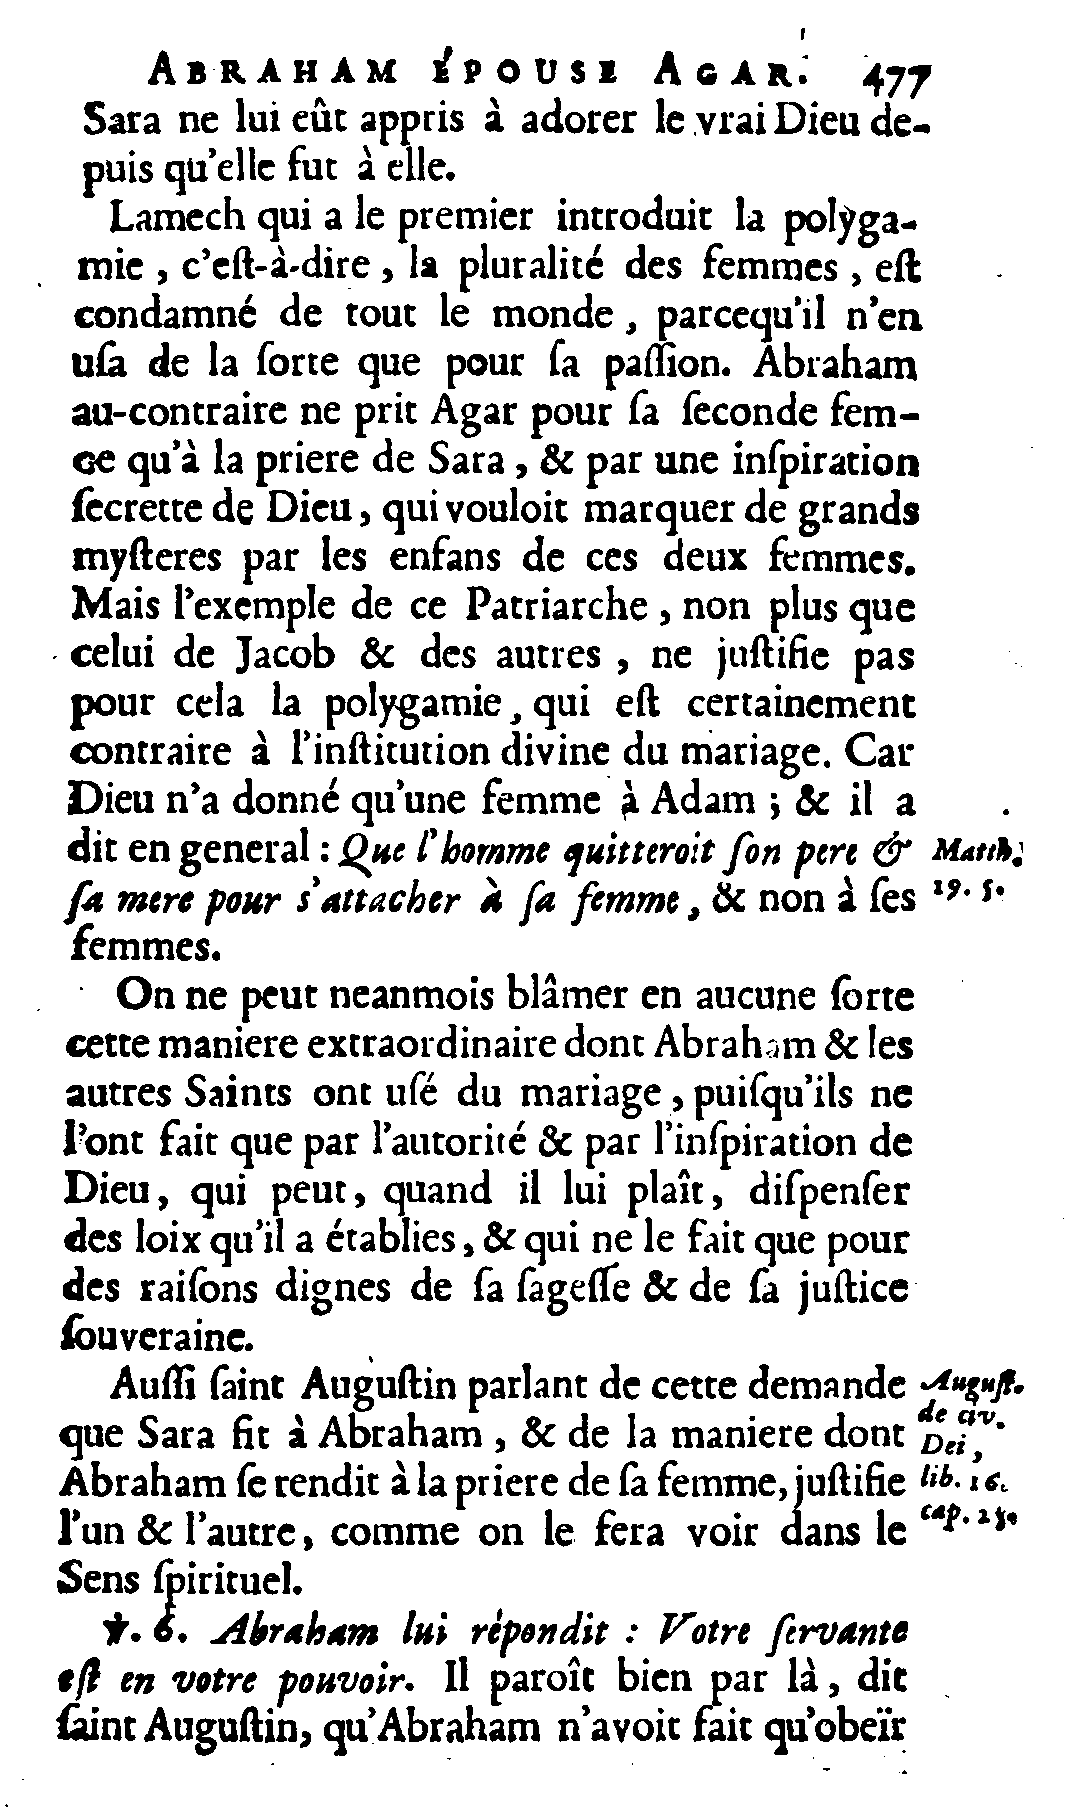 ABRAHAM ÉPOUSE AGAR. 477
Sara ne lui eût appris à adorer le vrai Dieu de-
puis qu'elle fut à elle.
Lamech qui a le premier introduit la polyga-
mie, c'eſt-à-dire, la pluralité des femmes, eſt
condamné de tout le monde, parcequ'il n'en
uſa de la ſorte que pour ſa paſſion. Abraham
au-contraire ne prit Agar pour ſa ſeconde fem-
ce qu'à la priere de Sara, & par une inſpiration
ſecrette de Dieu, qui vouloit marquer de grands
myſteres par les enfans de ces deux femmes.
Mais l'exemple de ce Patriarche, non plus que
celui de Jacob & des autres, ne juſtifie pas
pour cela la polygamie, qui eſt certainement
contraire à l'inſtitution divine du mariage. Car
Dieu n'a donné qu'une femme à Adam; & il a
dit en general: Que l'homme quitteroit ſon pere &
ſa mere pour s'attacher à ſa femme, & non à ſes
femmes.
Matth.
19. 5.
On ne peut neanmois blâmer en aucune ſorte
cette maniere extraordinaire dont Abraham & les
autres Saints ont uſé du mariage, puiſqu'ils ne
l'ont fait que par l'autorité & par l'inſpiration de
Dieu, qui peut, quand il lui plaît, diſpenſer
des loix qu'il a établies, & qui ne le fait que pour
des raiſons dignes de ſa ſageſſe & de ſa juſtice
ſouveraine.
Auſſi ſaint Auguſtin parlant de cette demande
que Sara fit à Abraham, & de la maniere dont
Abraham ſe rendit à la priere de ſa femme, juſtifie
l'un & l'autre, comme on le fera voir dans le
Sens ſpirituel.
Auguſt.
de civ.
Dei,
lib. 16.
cap. 25.
℣. 6. Abraham lui répondit: Votre ſervante
eſt en votre pouvoir. Il paroît bien par là, dit
ſaint Auguſtin, qu'Abraham n'avoit fait qu'obeïr